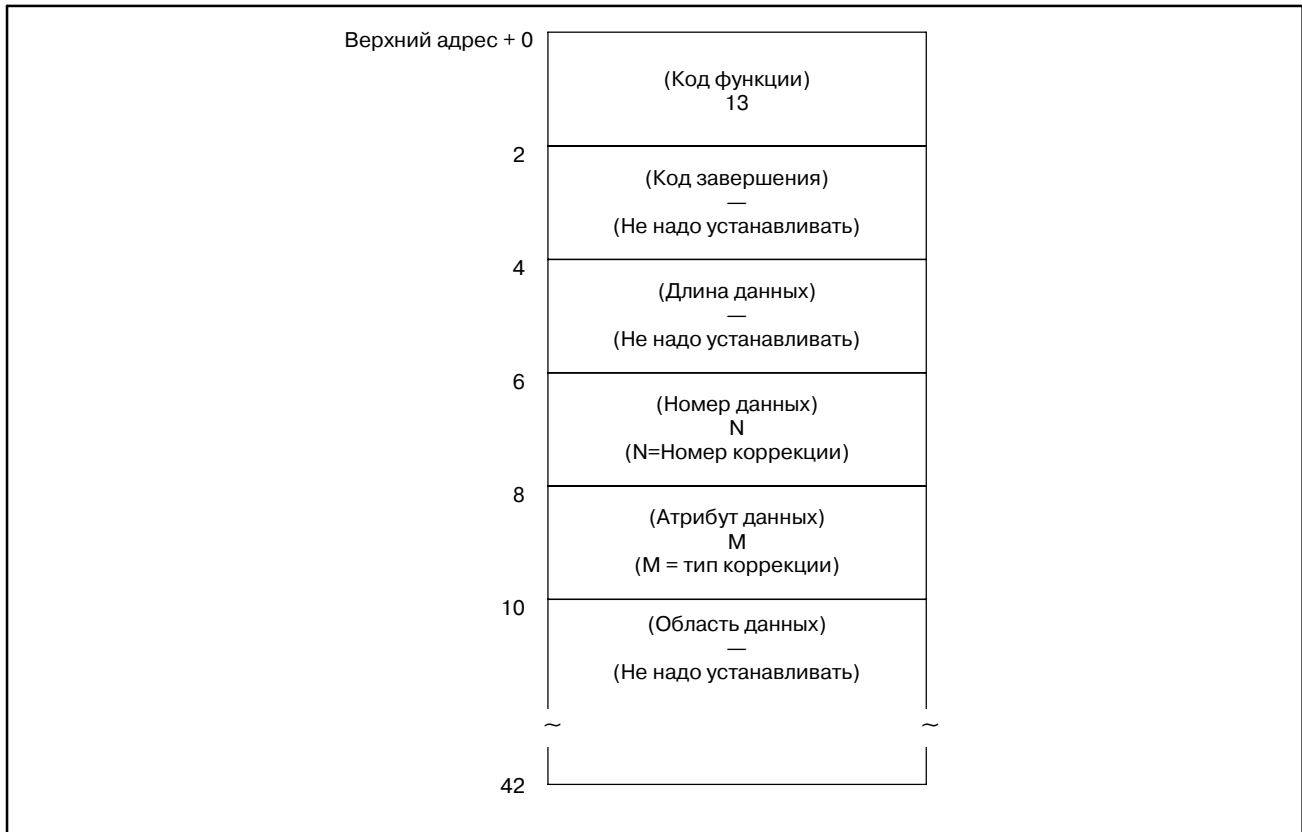 Верхний адрес + 0
(Код функции)
13
2
(Код завершения)
—
(Не надо устанавливать)
4
(Длина данных)
—
(Не надо устанавливать)
6
(Номер данных)
N
(N=Номер коррекции)
8
(Атрибут данных)
M
(M = тип коррекции)
10
(Область данных)
—
(Не надо устанавливать)
~ ~
42